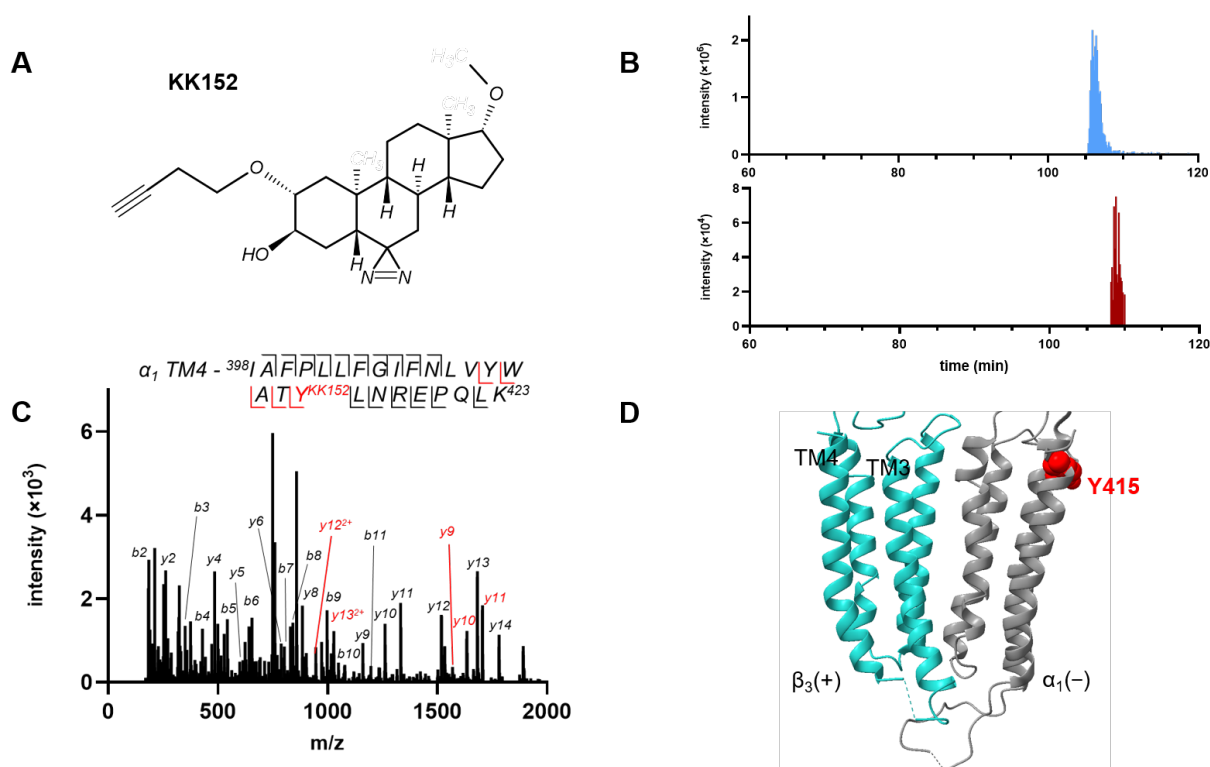 A
KK152
H₃C
O
CH₃
CH₃
O
H
H
H
HO
H
N
N
B
intensity (×10⁶)
2
1
0
60
80
100
120
intensity (×10⁴)
8
6
4
2
0
60
80
100
120
time (min)
C
α₁ TM4 - ³⁹⁸I A F P L L F G I F N L V Y W
A T Y^KK152 L N R E P Q L K⁴²³
intensity (×10³)
6
4
2
0
b2
y2
b3
b4
y4
y5
b5
y6
b6
b7
b8
y8
y12²⁺
b9
y13²⁺
b10
y9
b11
y10
y11
y9
y12
y10
y13
y11
y14
0
500
1000
1500
2000
m/z
D
TM4
TM3
Y415
β₃(+)
α₁(−)